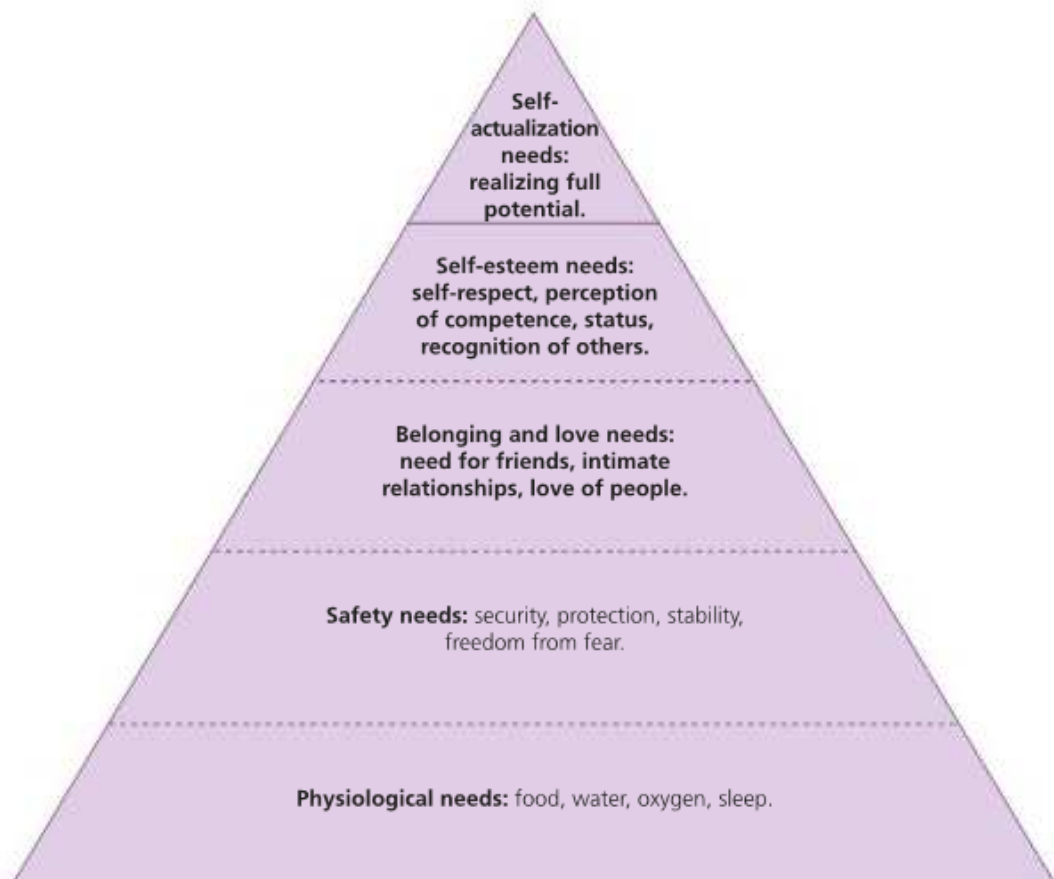 Self-
actualization
needs:
realizing full
potential.
Self-esteem needs:
self-respect, perception
of competence, status,
recognition of others.
Belonging and love needs:
need for friends, intimate
relationships, love of people.
Safety needs: security, protection, stability,
freedom from fear.
Physiological needs: food, water, oxygen, sleep.